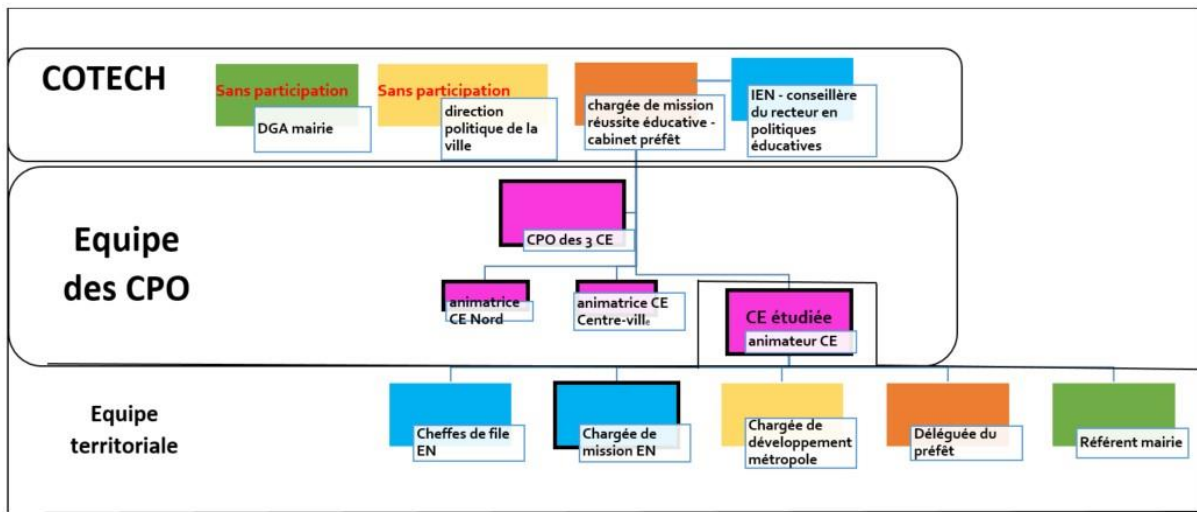 COTECH
Sans participation
DGA mairie
Sans participation
direction
politique de la
ville
chargée de mission
réussite éducative -
cabinet préfêt
IEN - conseillère
du recteur en
politiques
éducatives
Equipe
des CPO
CPO des 3 CE
animatrice
CE Nord
animatrice CE
Centre-ville
CE étudiée
animateur CE
Equipe
territoriale
Cheffes de file
EN
Chargée de
mission EN
Chargée de
développement
métropole
Déléguée du
préfêt
Référent mairie